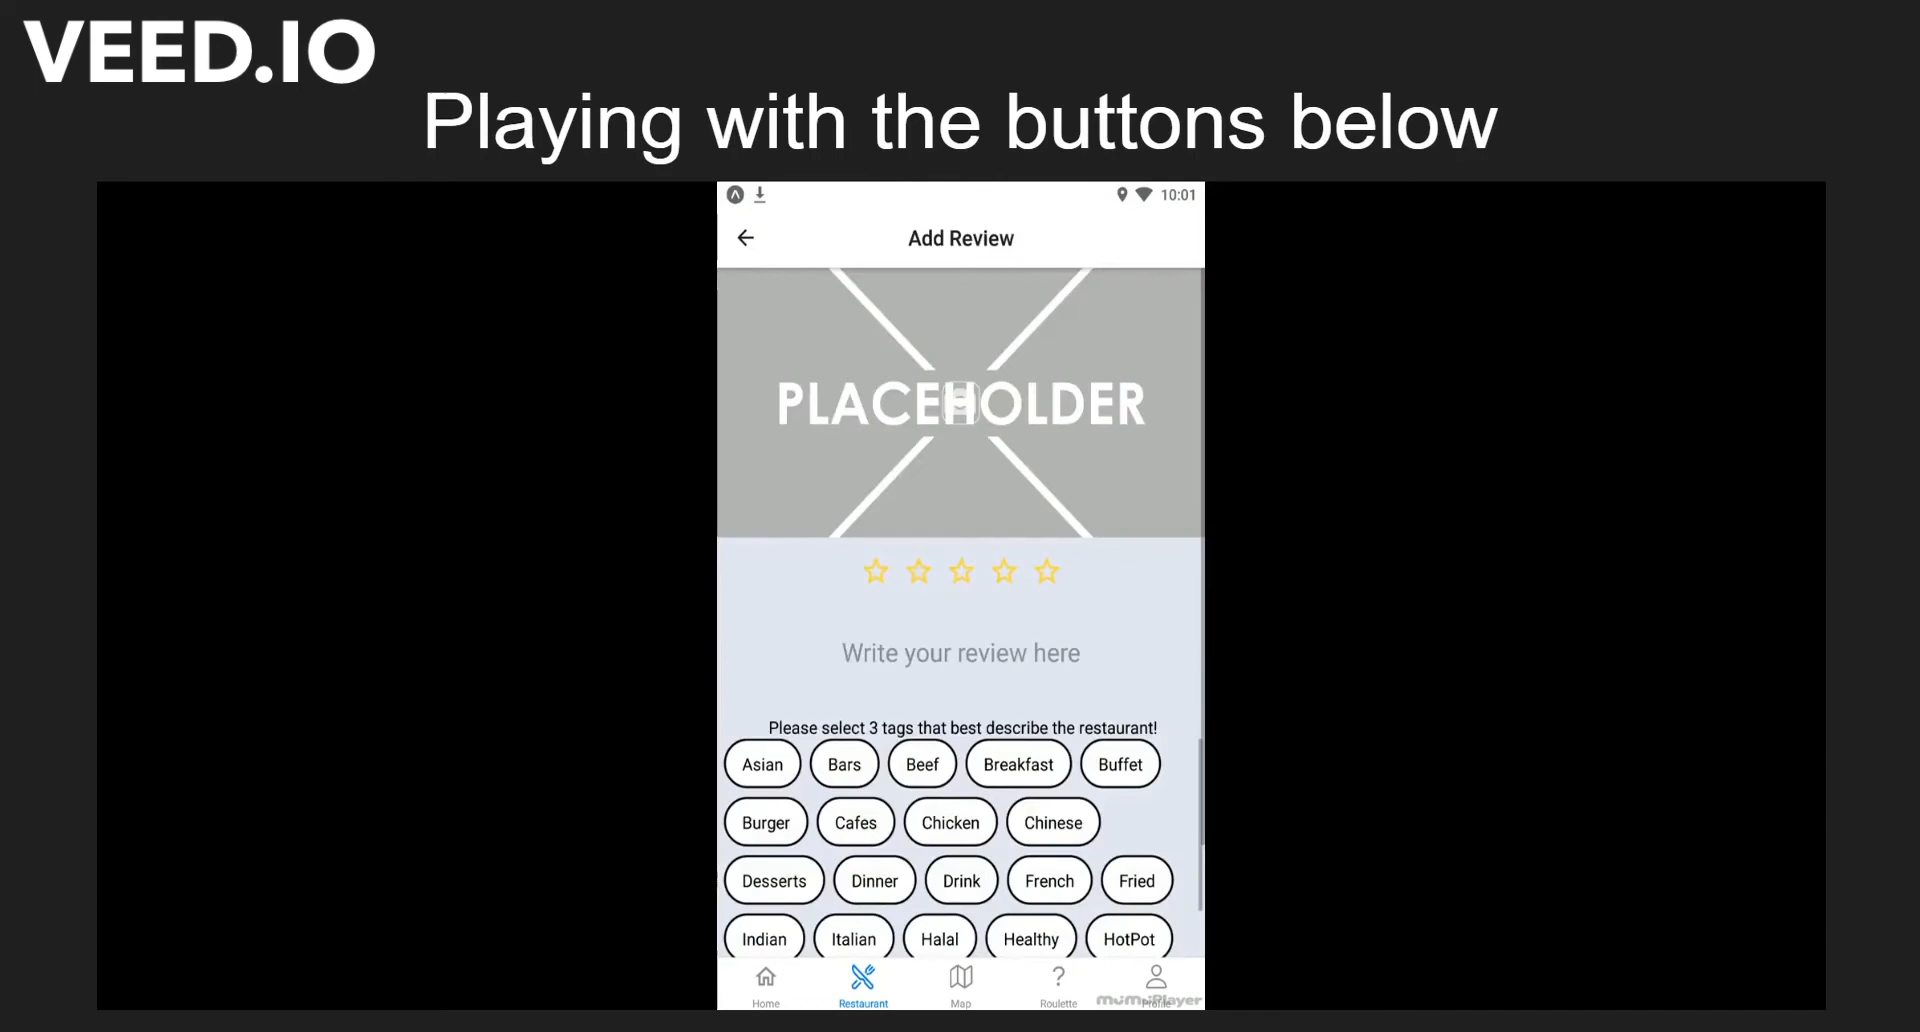 VEED.IO
Playing with the buttons below
10:01
Add Review
PLACEHOLDER
Write your review here
Please select 3 tags that best describe the restaurant!
Asian Bars Beef Breakfast Buffet
Burger Cafes Chicken Chinese
Desserts Dinner Drink French Fried
Indian Italian Halal Healthy HotPot
Home Restaurant Map Roulette Profile
MuMuPlayer